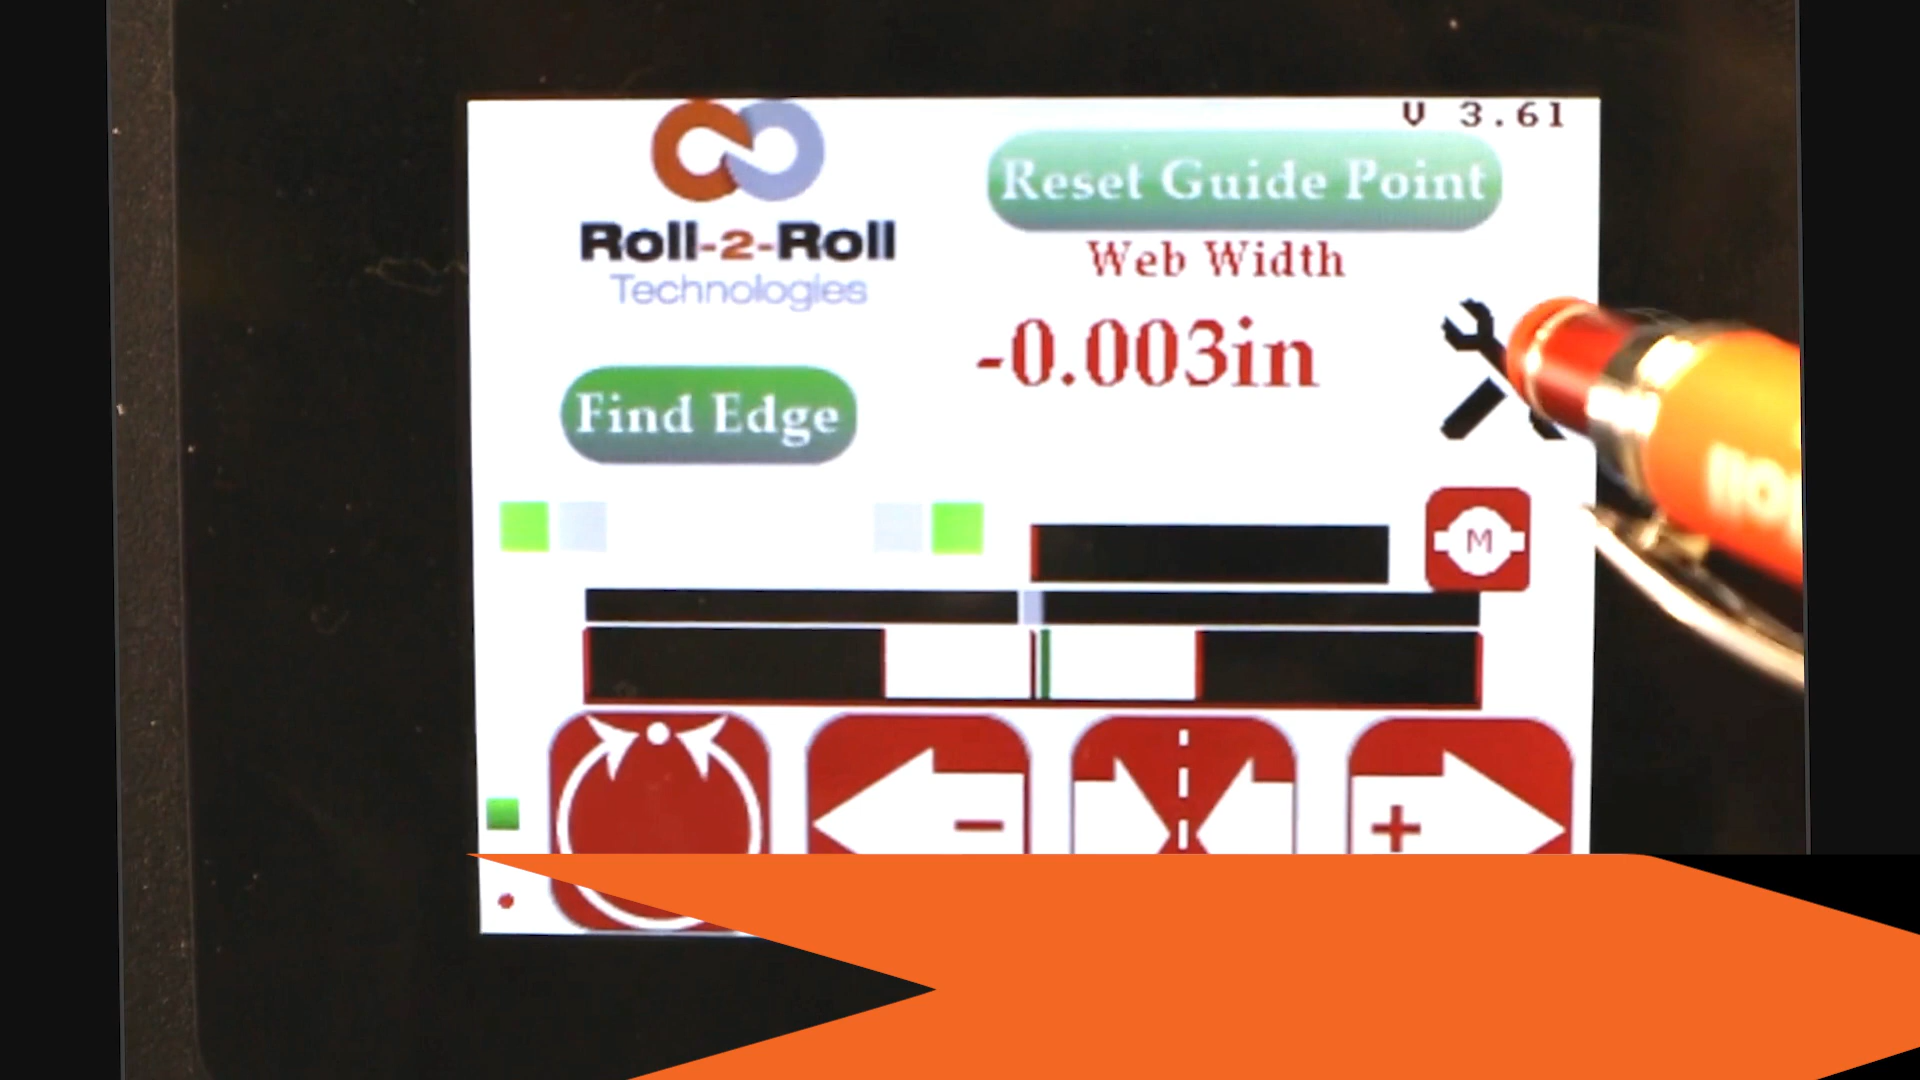 V 3.61
Roll-2-Roll
Technologies
Reset Guide Point
Web Width
-0.003in
Find Edge
M
-
+